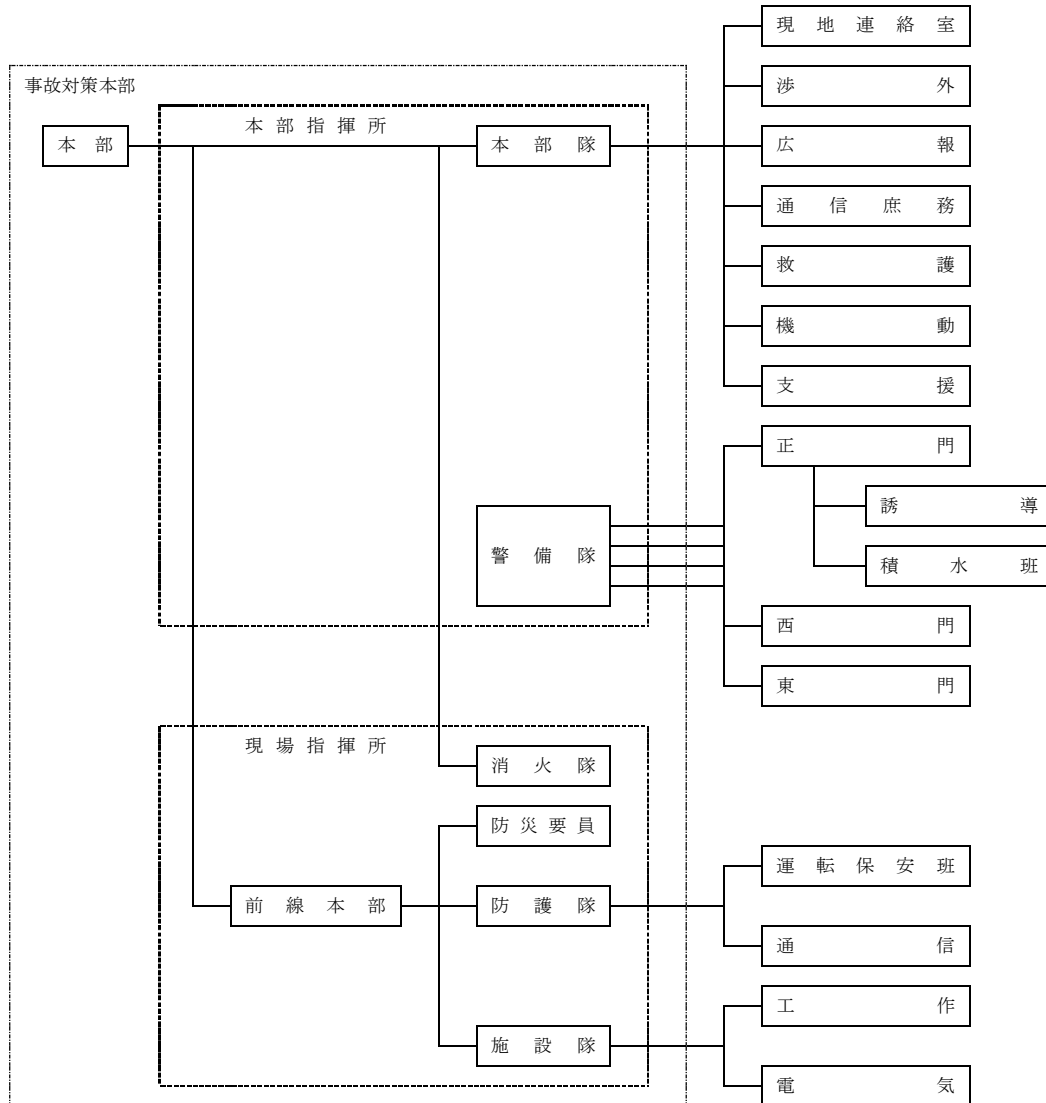 現地連絡室
事故対策本部
渉外
本部指揮所
本部
本部隊
広報
通信庶務
救護
機動
支援
正門
誘導
警備隊
積水班
西門
東門
現場指揮所
消火隊
防災要員
運転保安班
前線本部
防護隊
通信
工作
施設隊
電気